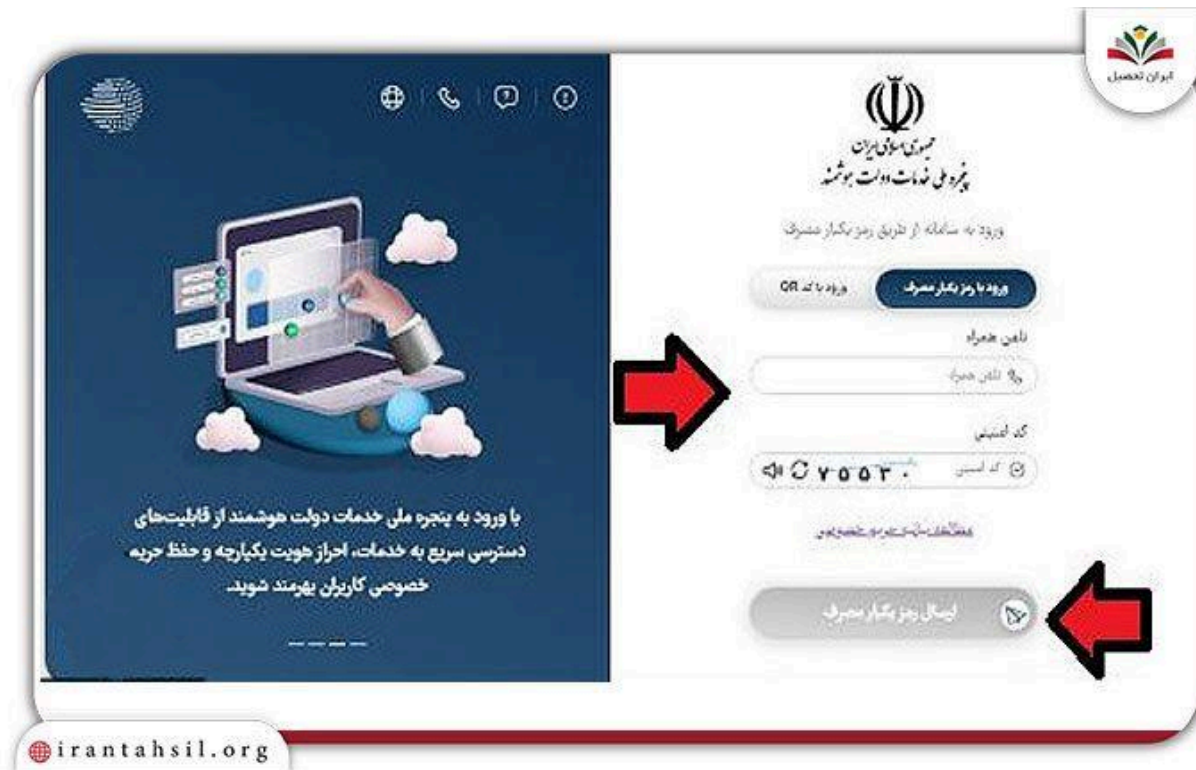 ایران تحصیل
جمهوری اسلامی ایران
پنجره ملی خدمات دولت هوشمند
ورود به سامانه از طریق رمز یکبار مصرف
ورود با رمز یکبار مصرف
ورود با کد QR
تلفن همراه
تلفن همراه
کد امنیتی
کد امنیتی
۷۵۵۳۰
ارسال رمز یکبار مصرف
با ورود به پنجره ملی خدمات دولت هوشمند از قابلیت‌های
دسترسی سریع به خدمات، احراز هویت یکپارچه و حفظ حریم
خصوصی کاربران بهرمند شوید.
irantahsil.org